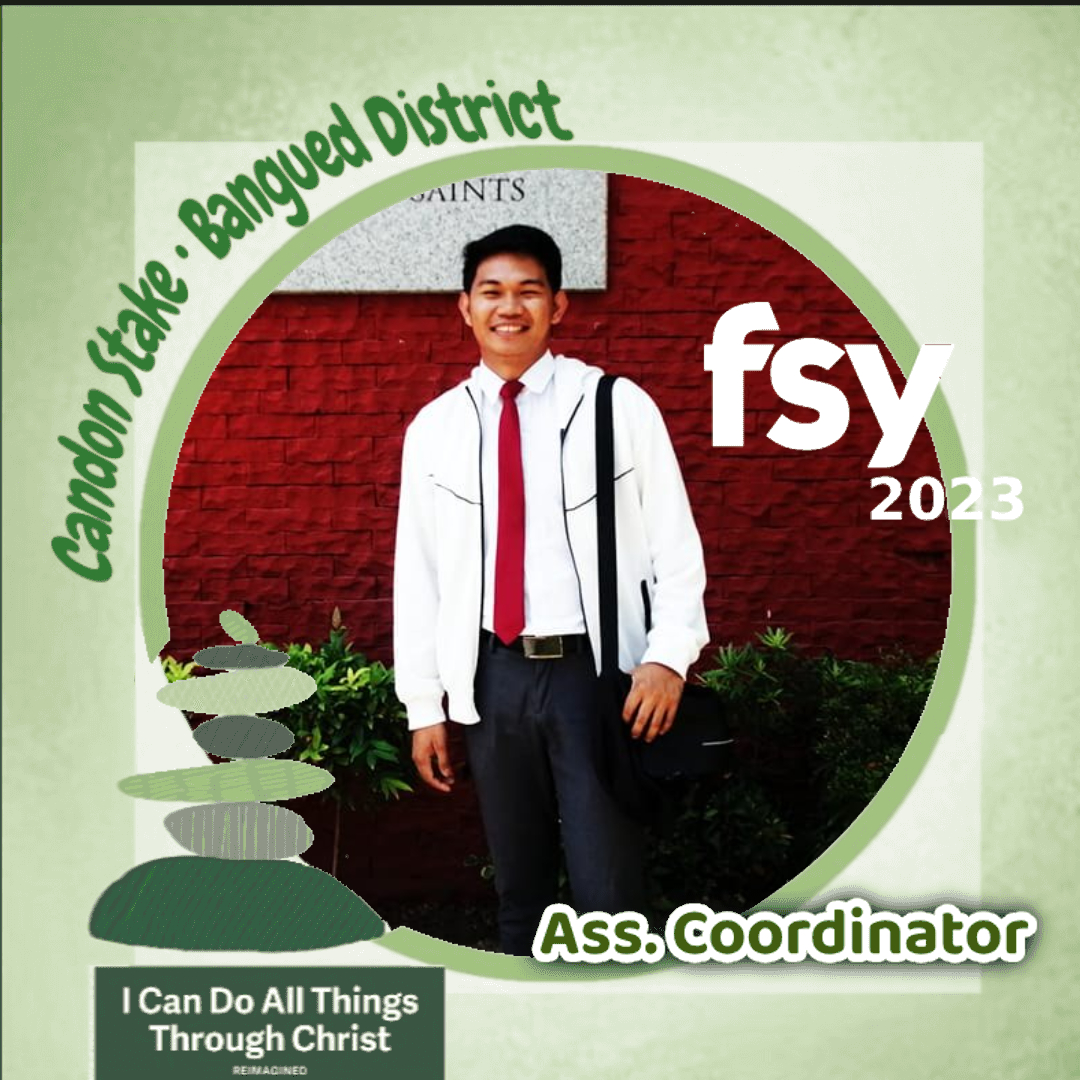 Candon Stake · Bangued District
SAINTS
fsy
2023
Ass. Coordinator
I Can Do All Things
Through Christ
REIMAGINED